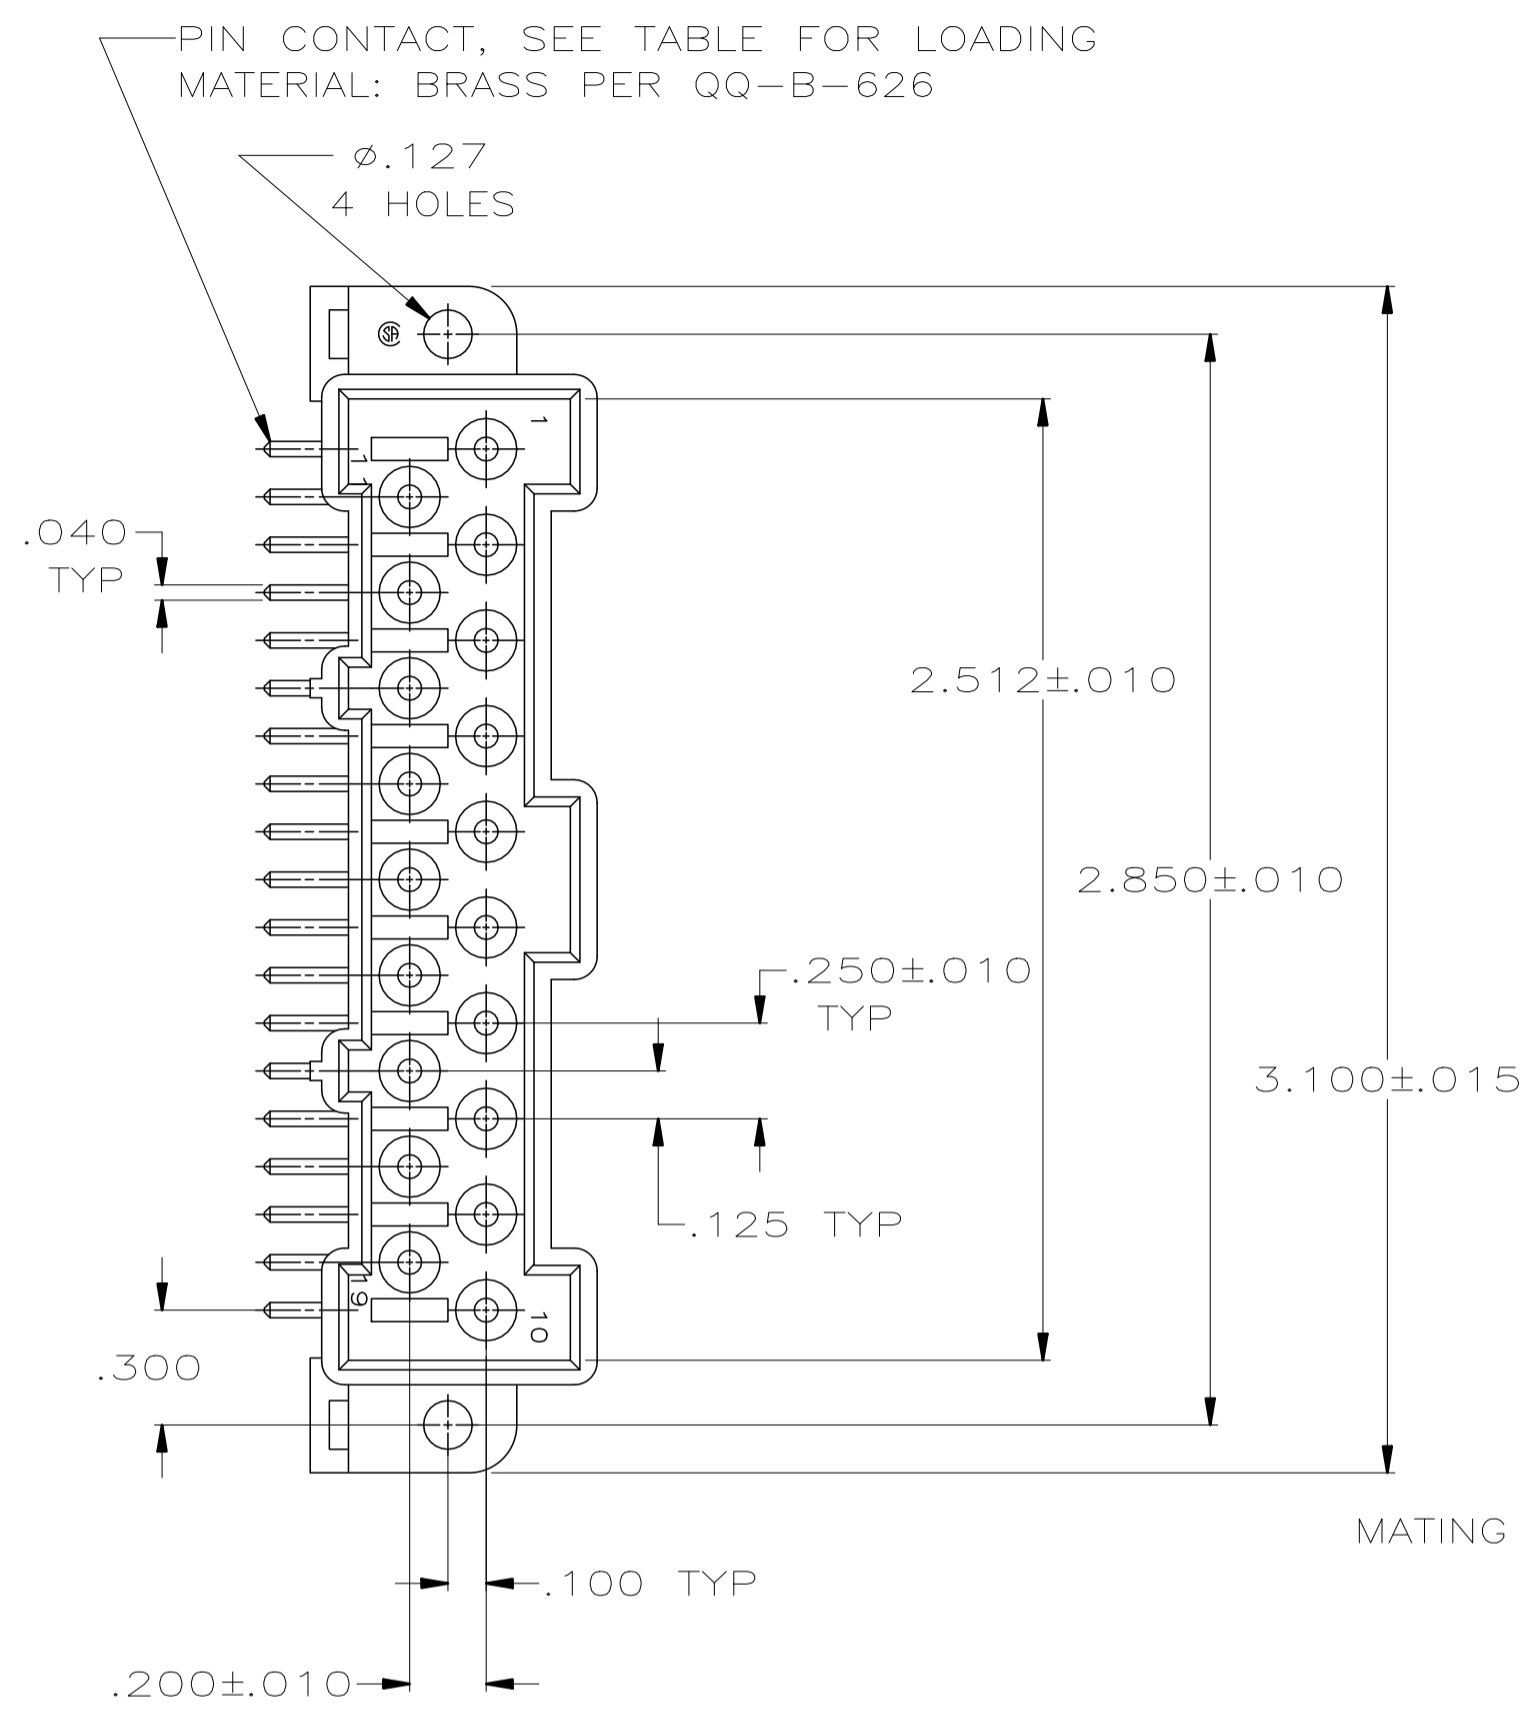 PIN CONTACT, SEE TABLE FOR LOADING
MATERIAL: BRASS PER QQ-B-626
Ø.127
4 HOLES
SA
1
11
.040
TYP
2.512±.010
2.850±.010
.250±.010
TYP
3.100±.015
.125 TYP
19
10
.300
MATING
.100 TYP
.200±.010